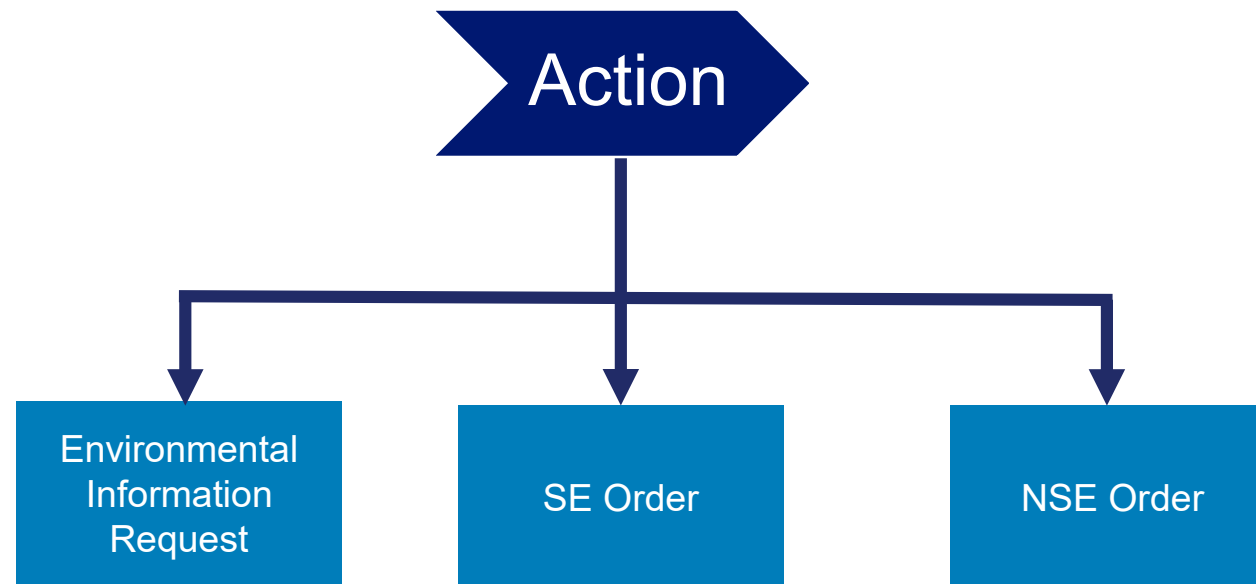 Action
Environmental
Information
Request
SE Order
NSE Order